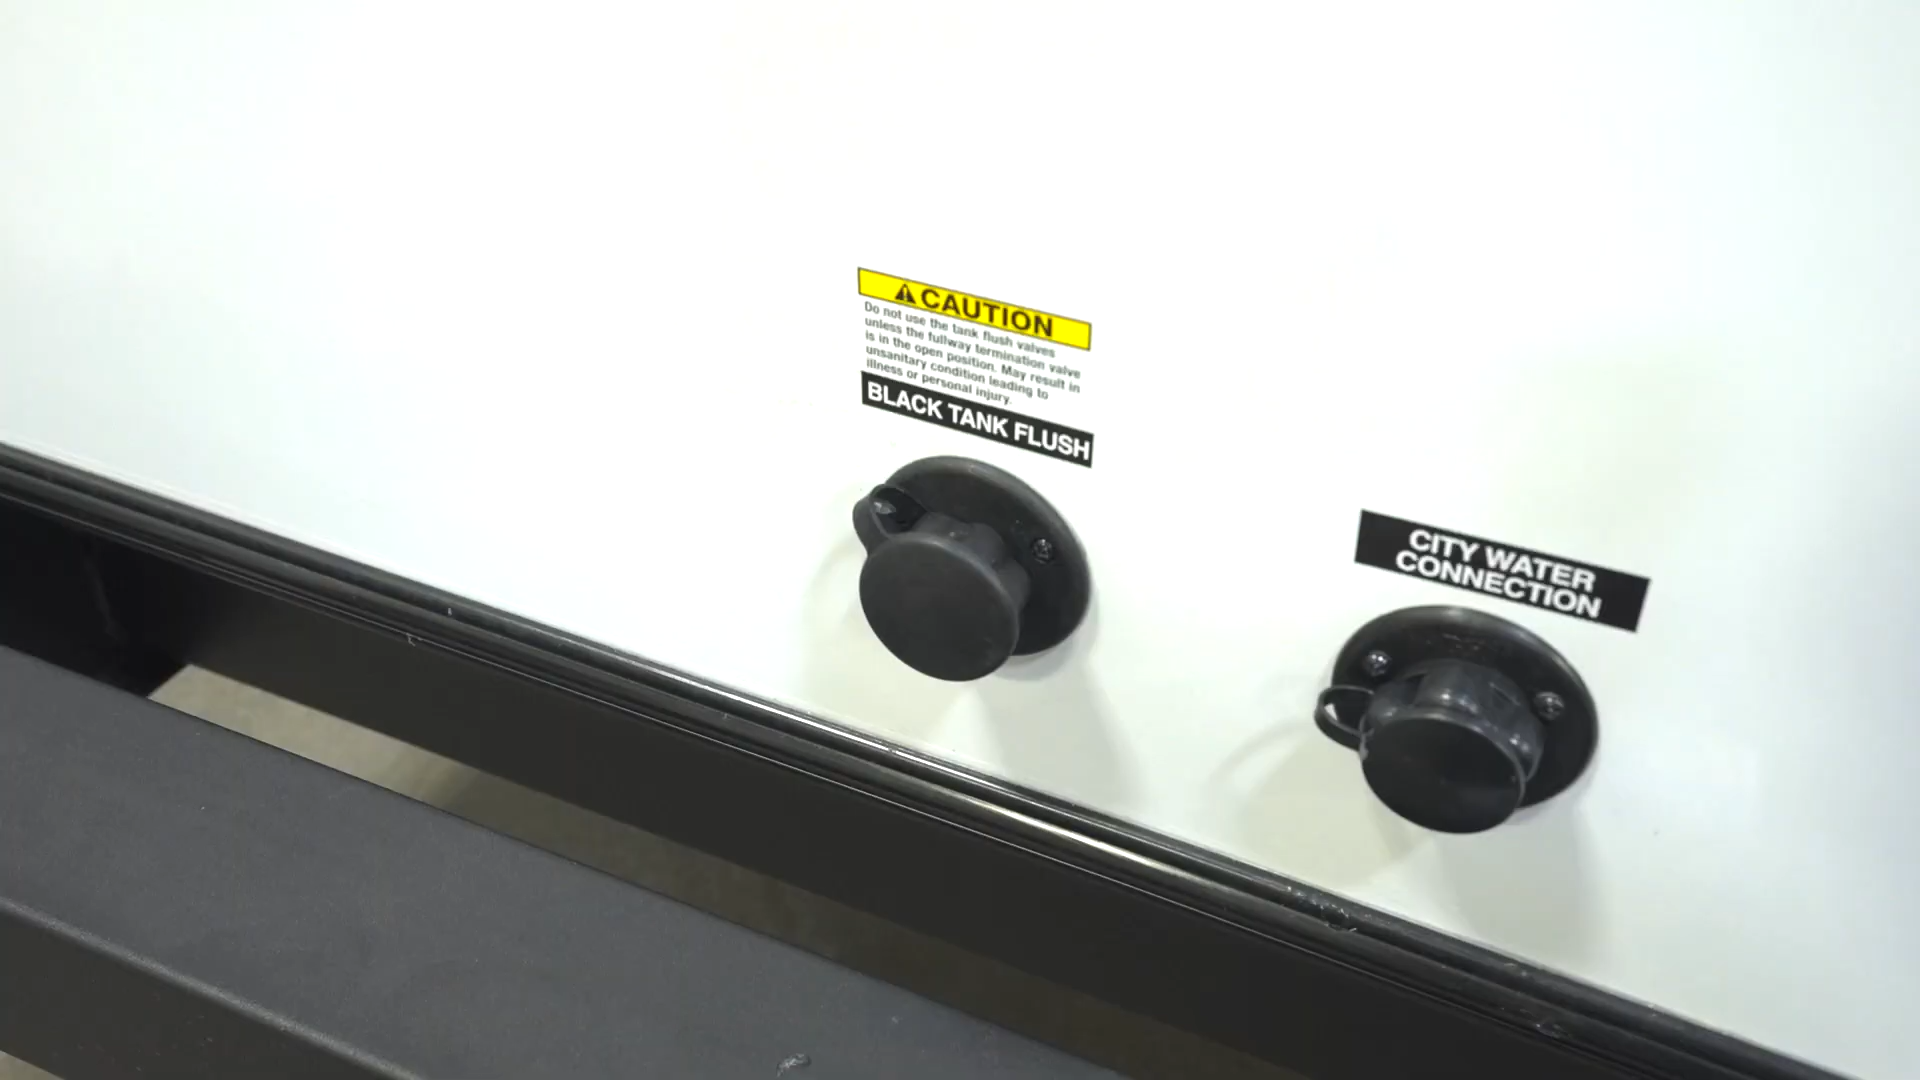 CAUTION
Do not use the tank flush valves
unless the fullway termination valve
is in the open position. May result in
unsanitary condition leading to
illness or personal injury.
BLACK TANK FLUSH
CITY WATER
CONNECTION